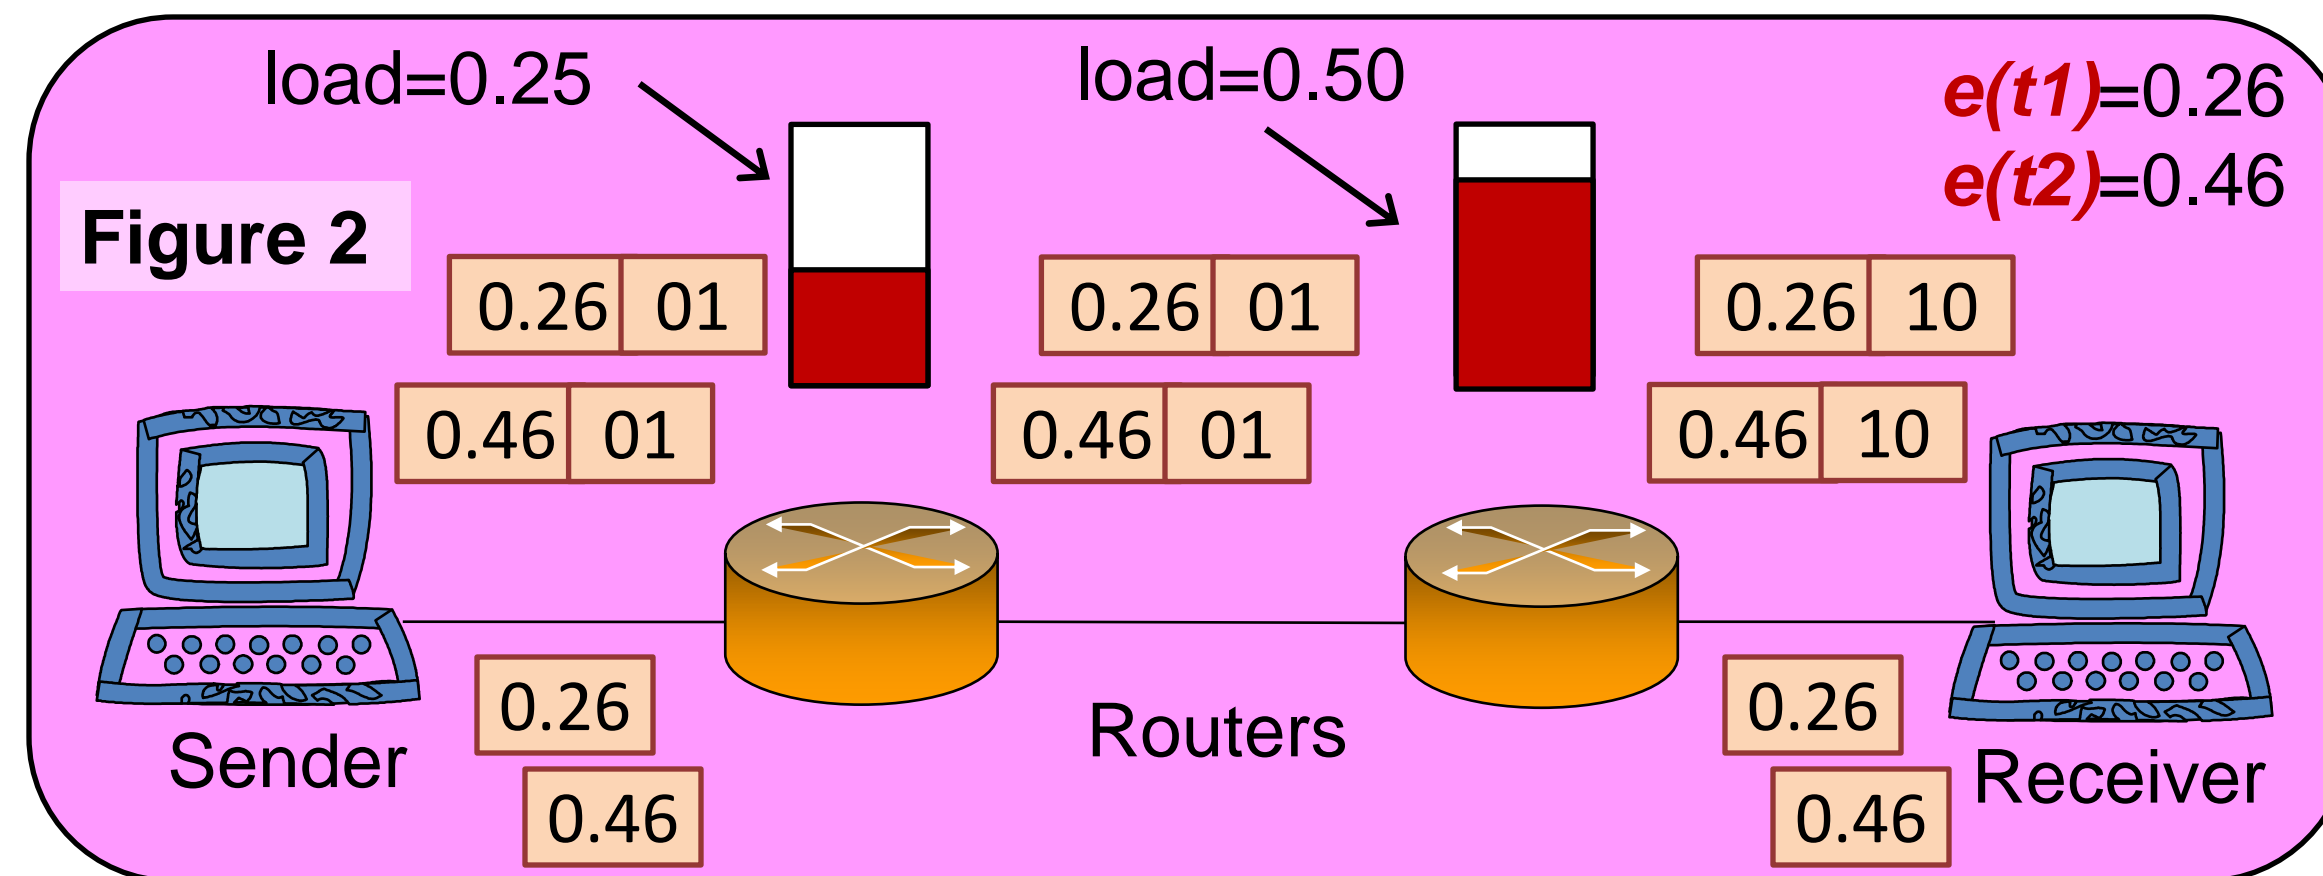 load=0.25
load=0.50
e(t1)=0.26
e(t2)=0.46
Figure 2
0.26 01
0.26 01
0.26 10
0.46 01
0.46 01
0.46 10
0.26
0.46
Sender
Routers
0.26
0.46
Receiver